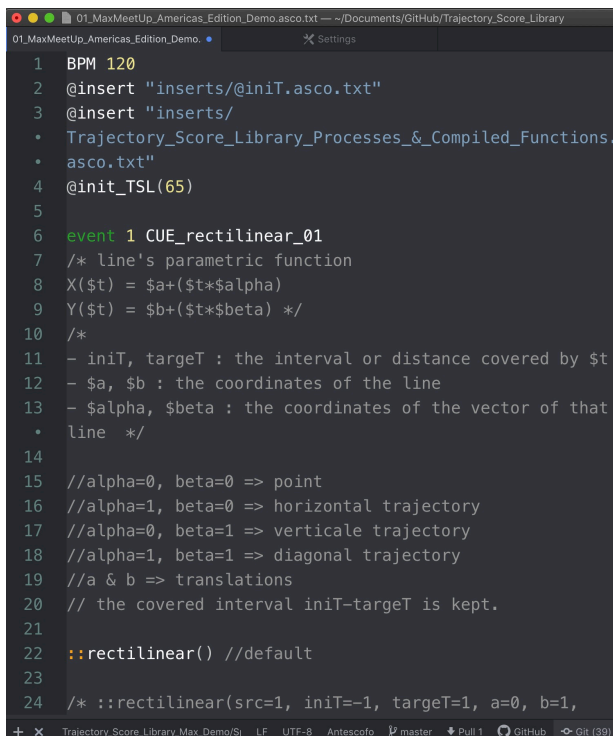 01_MaxMeetUp_Americas_Edition_Demo.asco.txt — ~/Documents/GitHub/Trajectory_Score_Library
01_MaxMeetUp_Americas_Edition_Demo. Settings
1 BPM 120
2 @insert "inserts/@iniT.asco.txt"
3 @insert "inserts/
• Trajectory_Score_Library_Processes_&_Compiled_Functions.
• asco.txt"
4 @init_TSL(65)
5
6 event 1 CUE_rectilinear_01
7 /* line's parametric function
8 X($t) = $a+($t*$alpha)
9 Y($t) = $b+($t*$beta) */
10 /*
11 - iniT, targeT : the interval or distance covered by $t
12 - $a, $b : the coordinates of the line
13 - $alpha, $beta : the coordinates of the vector of that
• line */
14
15 //alpha=0, beta=0 => point
16 //alpha=1, beta=0 => horizontal trajectory
17 //alpha=0, beta=1 => verticale trajectory
18 //alpha=1, beta=1 => diagonal trajectory
19 //a & b => translations
20 // the covered interval iniT-targeT is kept.
21
22 ::rectilinear() //default
23
24 /* ::rectilinear(src=1, iniT=-1, targeT=1, a=0, b=1,
+ × Trajectory_Score_Library_Max_Demo/Sp LF UTF-8 Antescofo master Pull 1 GitHub Git (39)